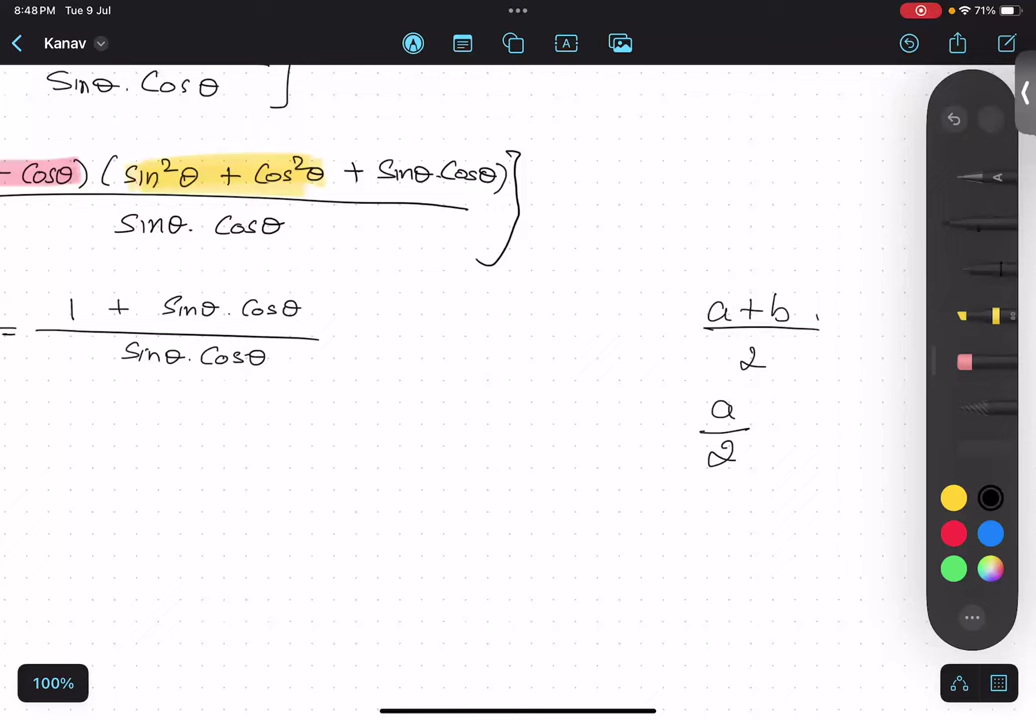 8:48 PM Tue 9 Jul
71%
Kanav
Sinθ. Cosθ ]
- Cosθ) (Sin²θ + Cos²θ + Sinθ.Cosθ) }
Sinθ. Cosθ
= 1 + Sinθ.Cosθ
Sinθ.Cosθ
a+b
2
a
2
100%